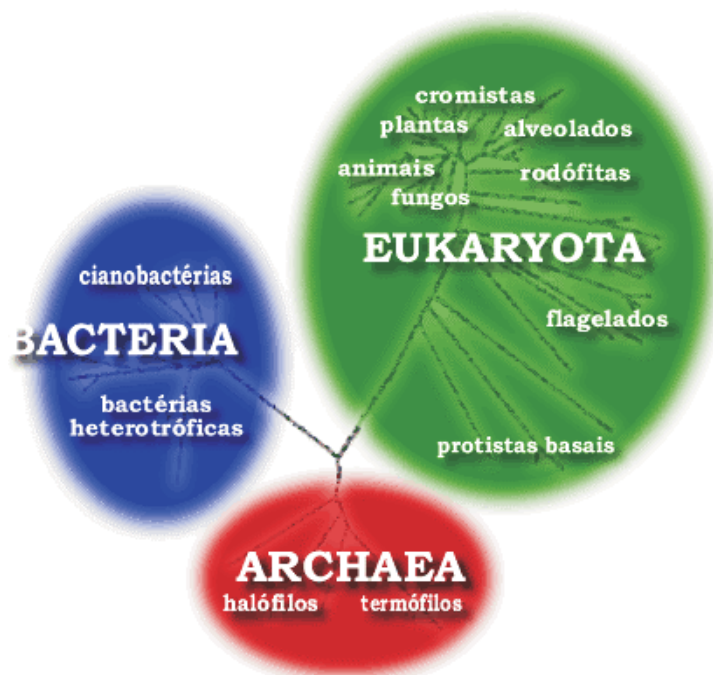 cromistas
plantas
alveolados
animais
rodófitas
fungos
EUKARYOTA
flagelados
protistas basais
cianobactérias
BACTERIA
bactérias
heterotróficas
ARCHAEA
halófilos
termófilos